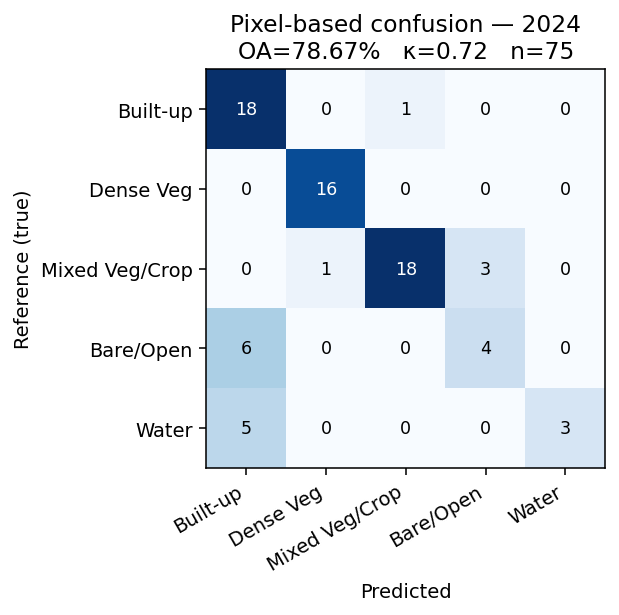 Pixel-based confusion — 2024
OA=78.67%   κ=0.72   n=75
Reference (true)
Built-up 18 0 1 0 0
Dense Veg 0 16 0 0 0
Mixed Veg/Crop 0 1 18 3 0
Bare/Open 6 0 0 4 0
Water 5 0 0 0 3
Built-up Dense Veg Mixed Veg/Crop Bare/Open Water
Predicted